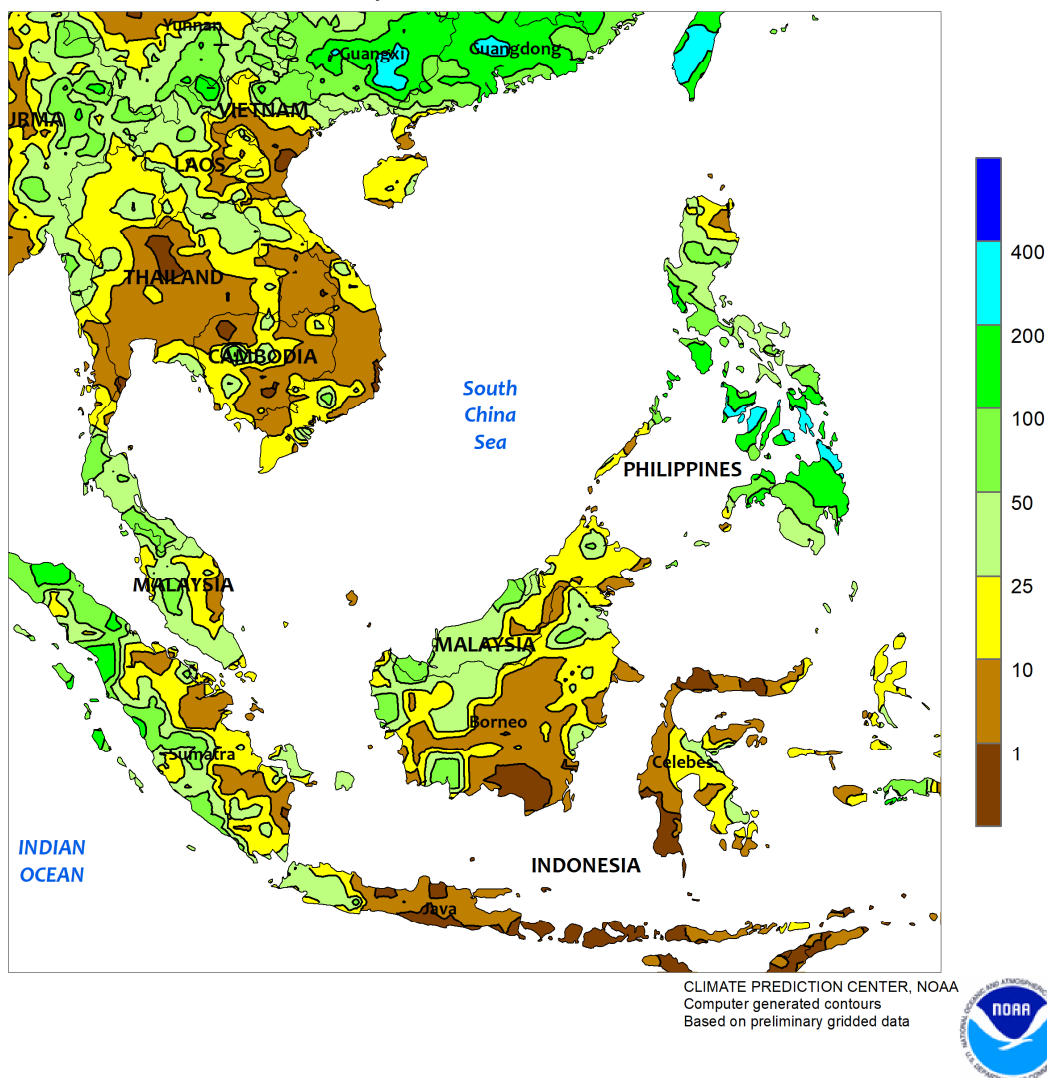 Yunnan
Guangxi
Guangdong
URMA
VIETNAM
LAOS
THAILAND
CAMBODIA
South
China
Sea
PHILIPPINES
MALAYSIA
MALAYSIA
Borneo
Sumatra
Celebes
INDIAN
OCEAN
INDONESIA
Java
400
200
100
50
25
10
1
CLIMATE PREDICTION CENTER, NOAA
Computer generated contours
Based on preliminary gridded data
NOAA